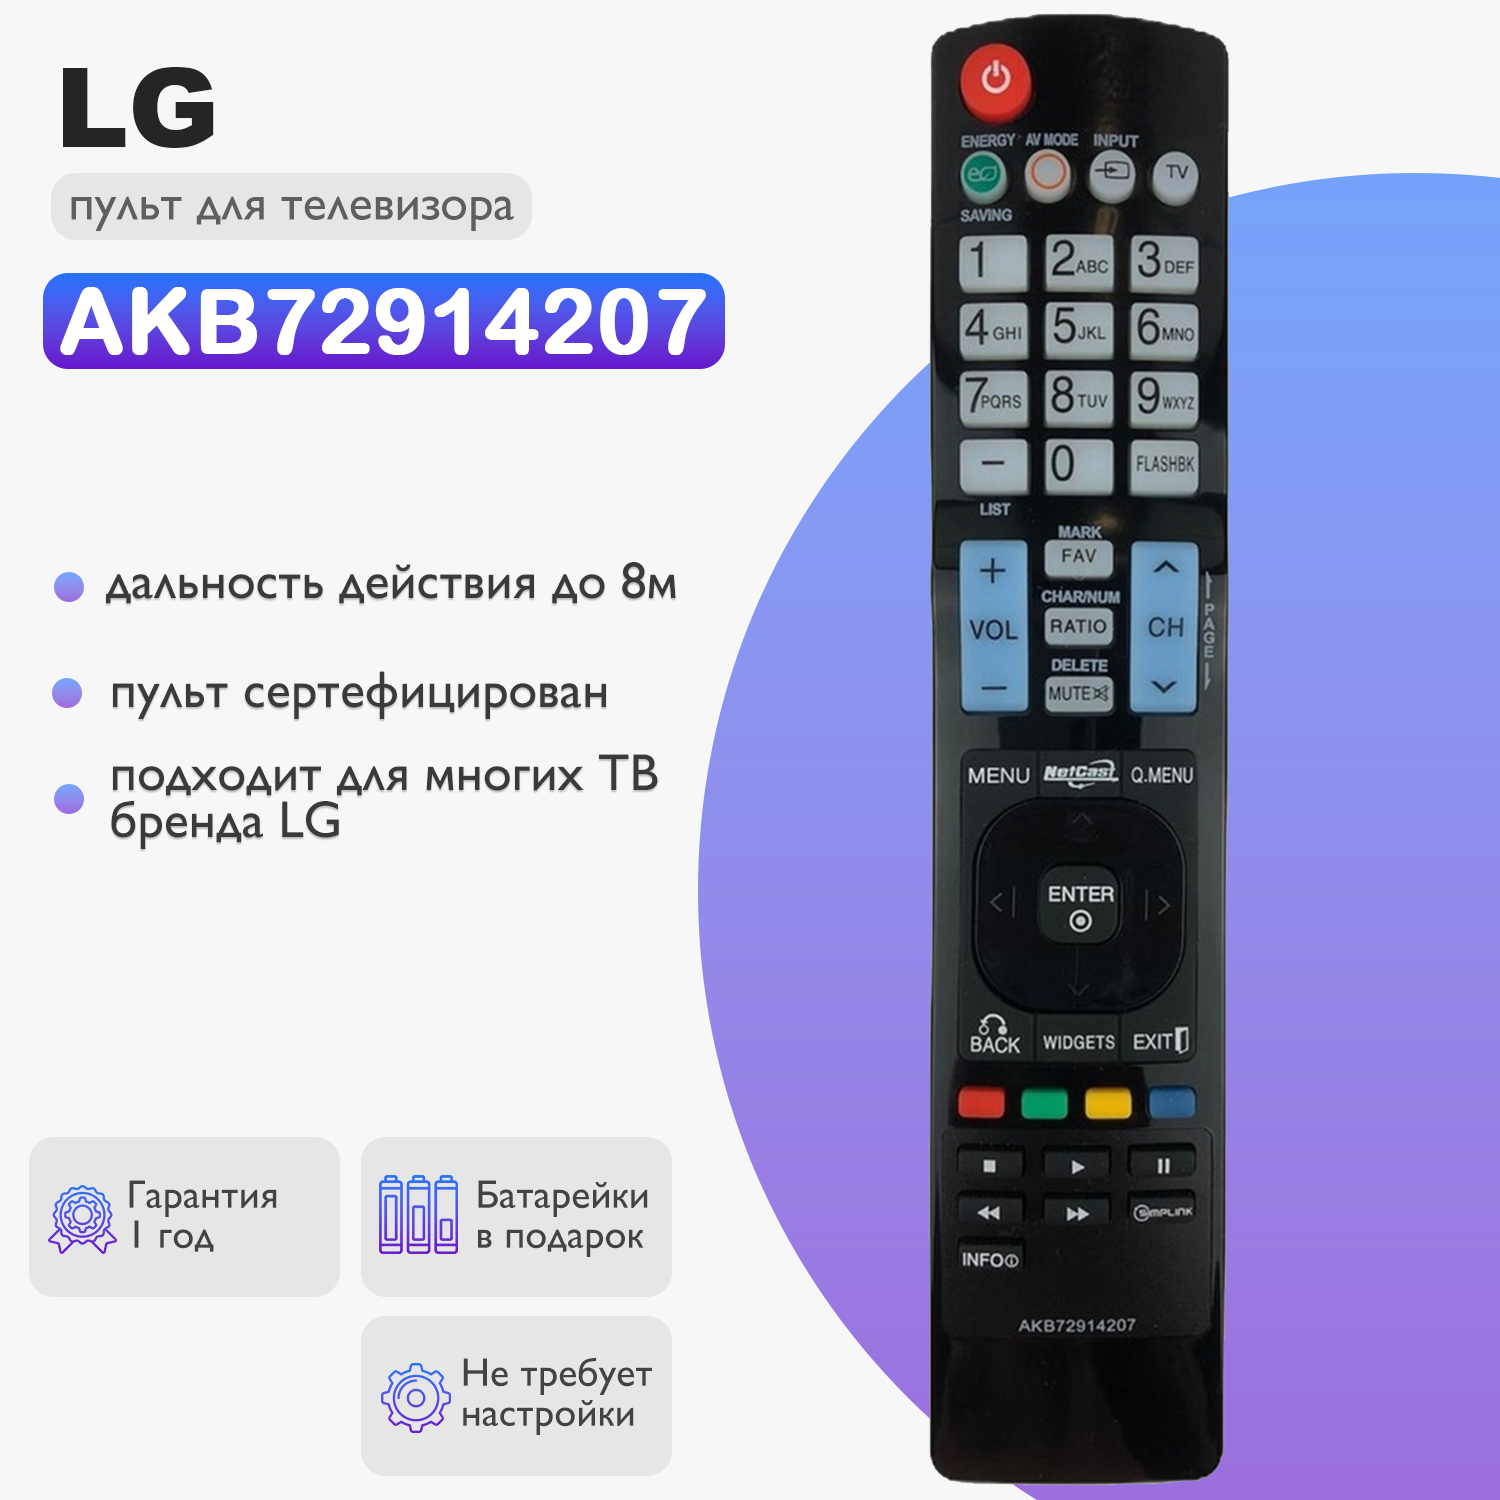 LG
пульт для телевизора
AKB72914207
дальность действия до 8м
пульт сертефицирован
подходит для многих ТВ
бренда LG
Гарантия
1 год
Батарейки
в подарок
Не требует
настройки
ENERGY AV MODE INPUT
TV
SAVING
1 2ABC 3DEF
4GHI 5JKL 6MNO
7PQRS 8TUV 9WXYZ
- 0 FLASHBK
LIST
MARK
FAV
+
CHAR/NUM
VOL RATIO CH
PAGE
DELETE
- MUTE
MENU NetCast Q.MENU
ENTER
BACK WIDGETS EXIT
SIMPLINK
INFO
AKB72914207